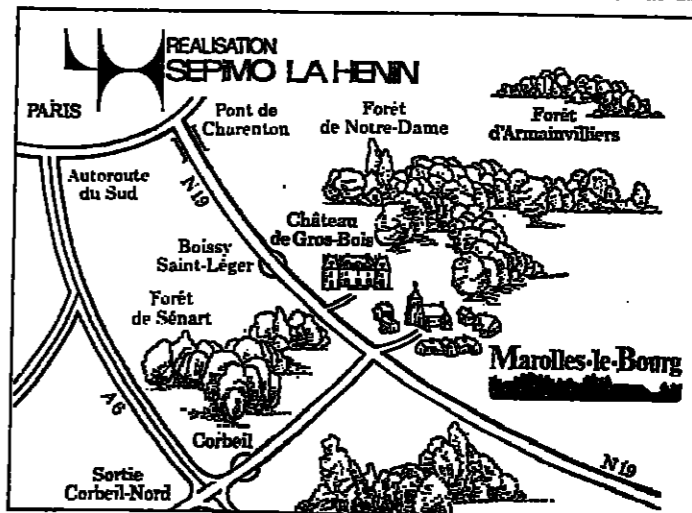 REALISATION
SEPIMO LA HENIN
PARIS
Pont de
Charenton
Forêt
de Notre-Dame
Forêt
d'Armainvilliers
Autoroute
du Sud
N19
Château
de Gros-Bois
Boissy
Saint-Léger
Forêt
de Sénart
Marolles-le-Bourg
A6
Corbeil
Sortie
Corbeil-Nord
N19